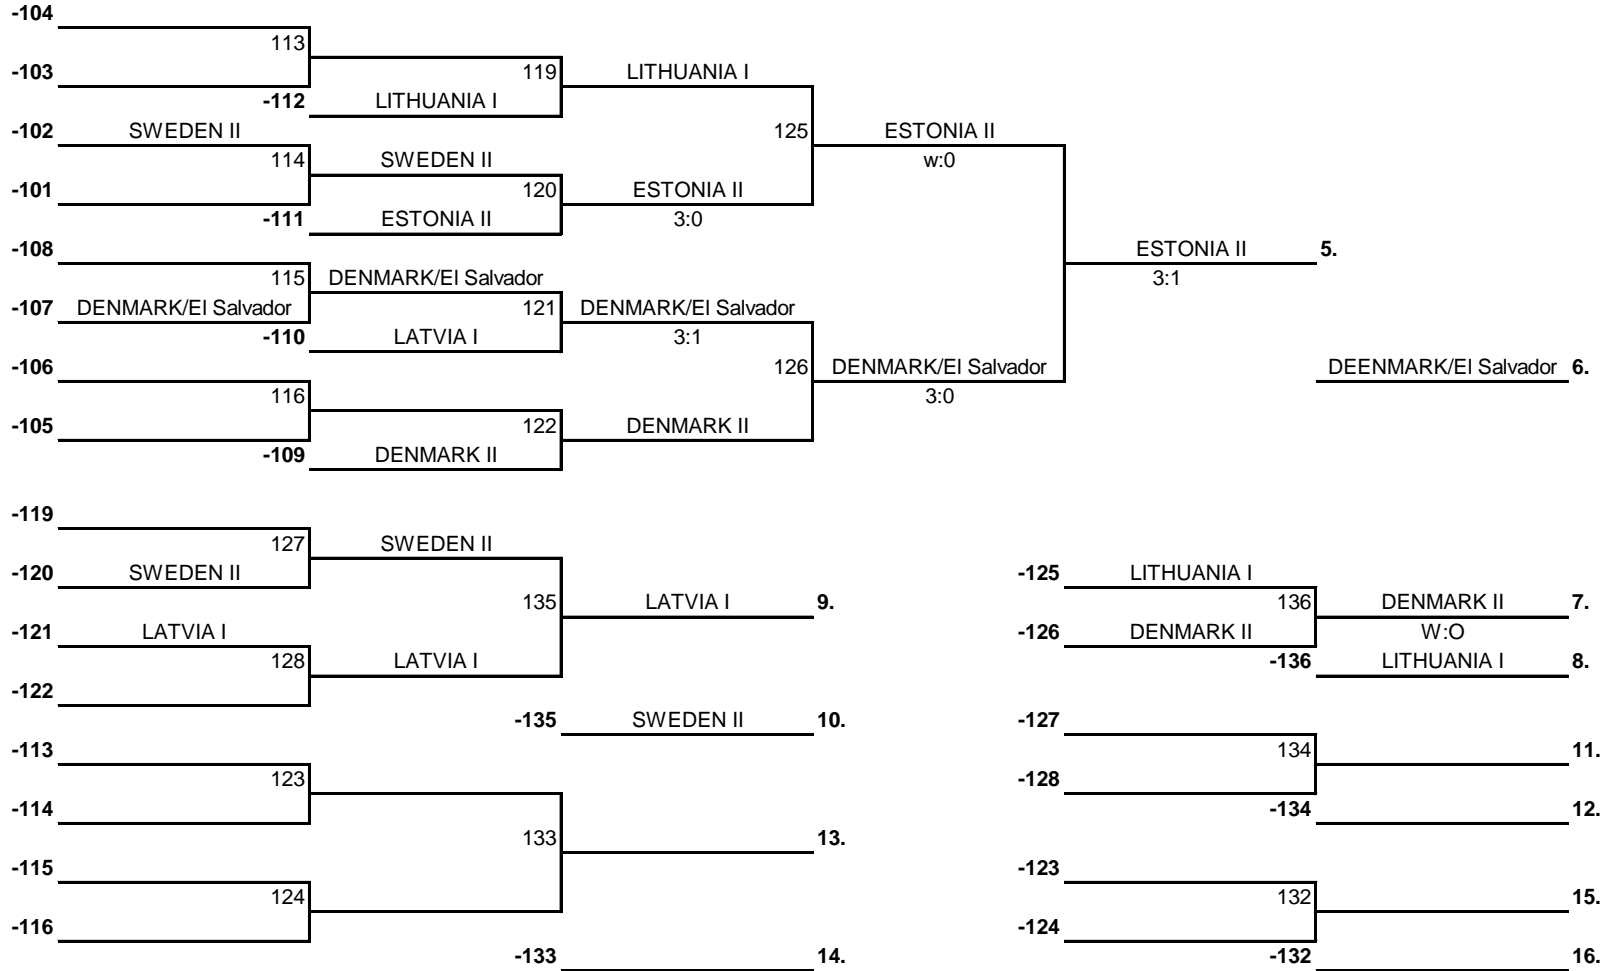 -104
113
-103 119 LITHUANIA I
-112 LITHUANIA I
-102 SWEDEN II 125 ESTONIA II
114 SWEDEN II w:0
-101 120 ESTONIA II
-111 ESTONIA II 3:0
-108 ESTONIA II 5.
115 DENMARK/El Salvador 3:1
-107 DENMARK/El Salvador 121 DENMARK/El Salvador
-110 LATVIA I 3:1
-106 126 DENMARK/El Salvador DEENMARK/El Salvador 6.
116 3:0
-105 122 DENMARK II
-109 DENMARK II
-119
127 SWEDEN II
-120 SWEDEN II -125 LITHUANIA I
135 LATVIA I 9. 136 DENMARK II 7.
-121 LATVIA I -126 DENMARK II W:O
128 LATVIA I -136 LITHUANIA I 8.
-122
-135 SWEDEN II 10. -127
-113 134 11.
123 -128
-114 -134 12.
133 13.
-115 -123
124 132 15.
-116 -124
-133 14. -132 16.